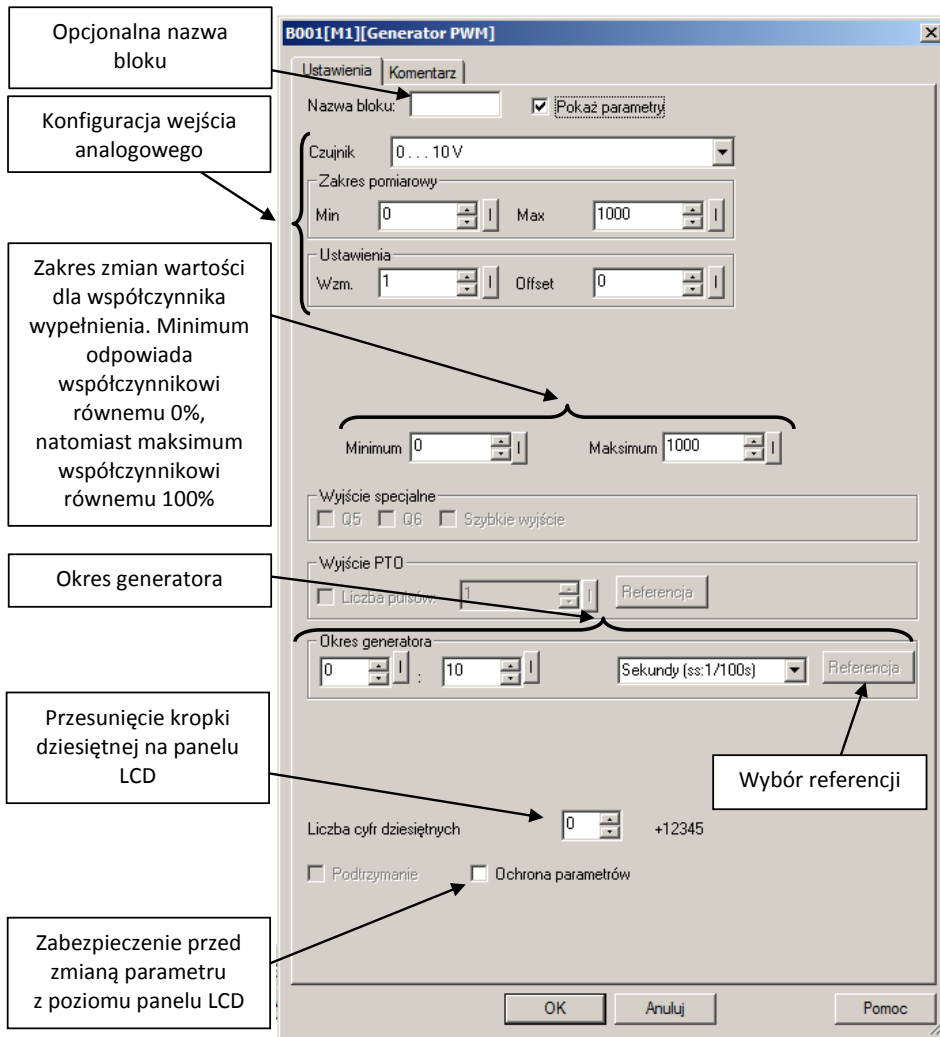 Opcjonalna nazwa
bloku
Konfiguracja wejścia
analogowego
Zakres zmian wartości
dla współczynnika
wypełnienia. Minimum
odpowiada
współczynnikowi
równemu 0%,
natomiast maksimum
współczynnikowi
równemu 100%
Okres generatora
Przesunięcie kropki
dziesiętnej na panelu
LCD
Zabezpieczenie przed
zmianą parametru
z poziomu panelu LCD
Wybór referencji
B001[M1][Generator PWM]
Ustawienia Komentarz
Nazwa bloku: Pokaż parametry
Czujnik 0...10 V
Zakres pomiarowy
Min 0 I Max 1000 I
Ustawienia
Wzm. 1 I Offset 0 I
Minimum 0 I Maksimum 1000 I
Wyjście specjalne
Q5 Q6 Szybkie wyjście
Wyjście PTO
Liczba pulsów: 1 I Referencja
Okres generatora
0 I : 10 I Sekundy (ss:1/100s) Referencja
Liczba cyfr dziesiętnych 0 +12345
Podtrzymanie Ochrona parametrów
OK Anuluj Pomoc